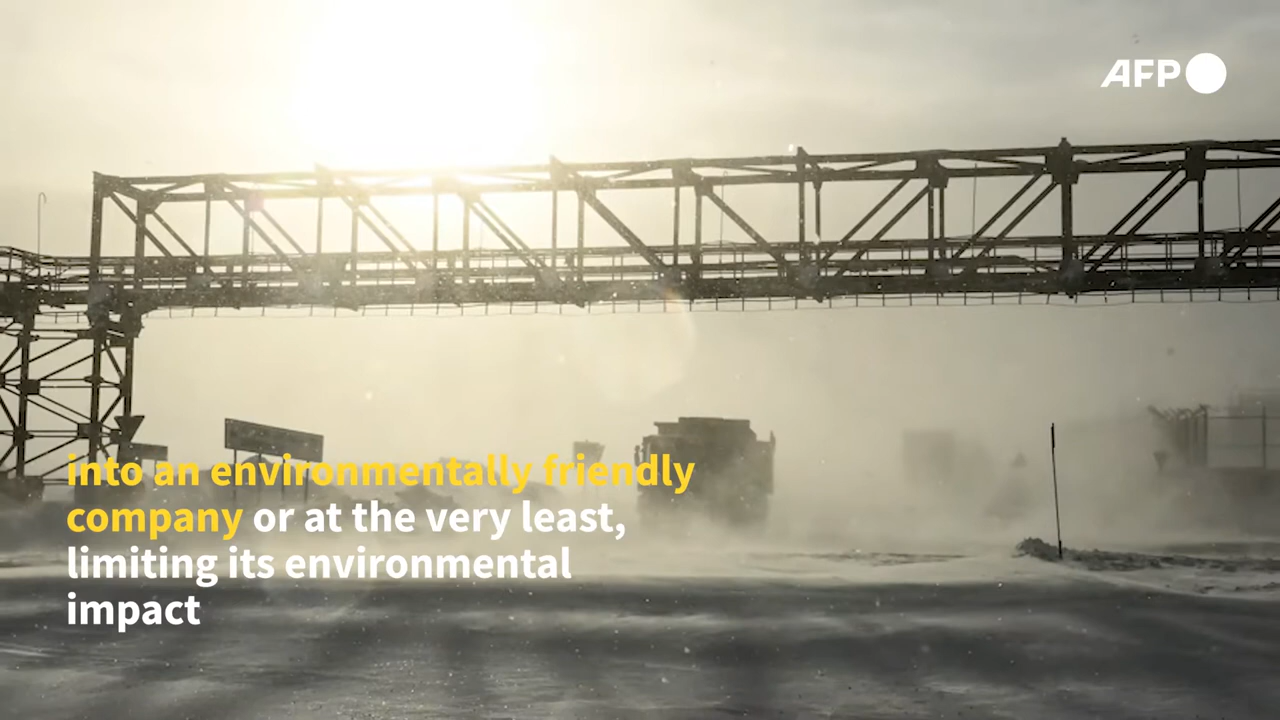 AFP
into an environmentally friendly
company or at the very least,
limiting its environmental
impact